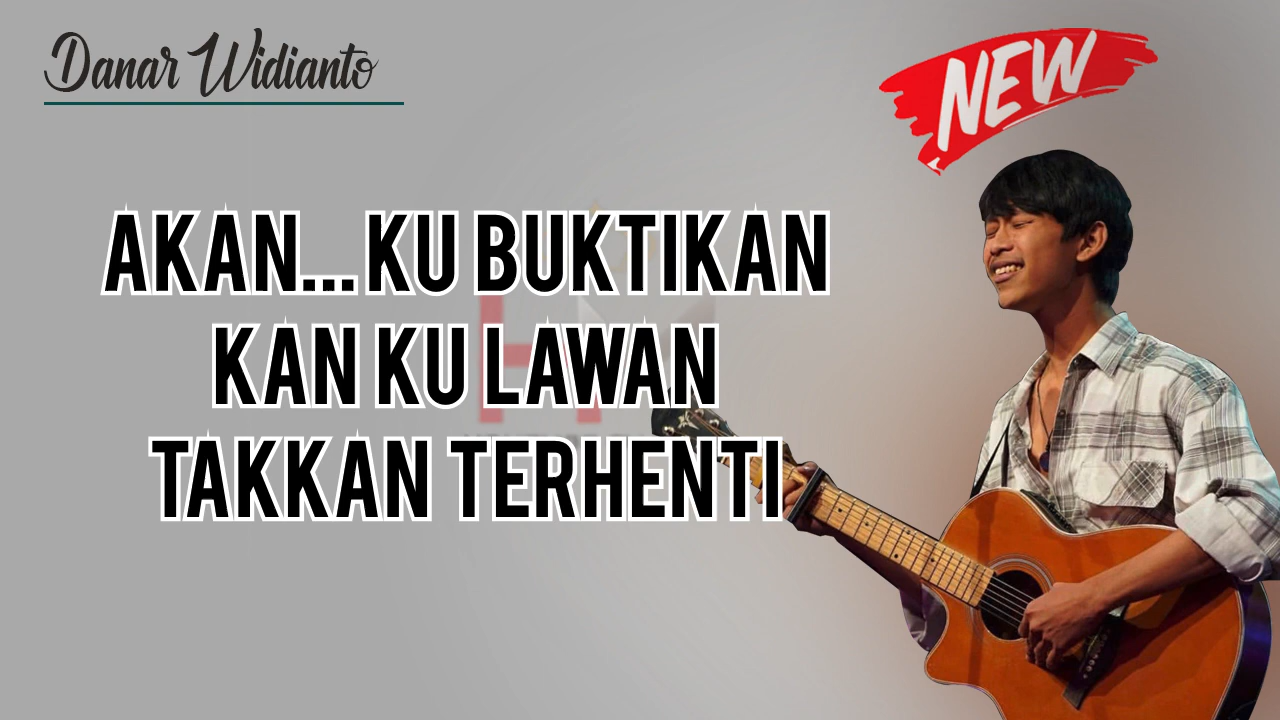 Danar Widianto
NEW
AKAN... KU BUKTIKAN
KAN KU LAWAN
TAKKAN TERHENTI